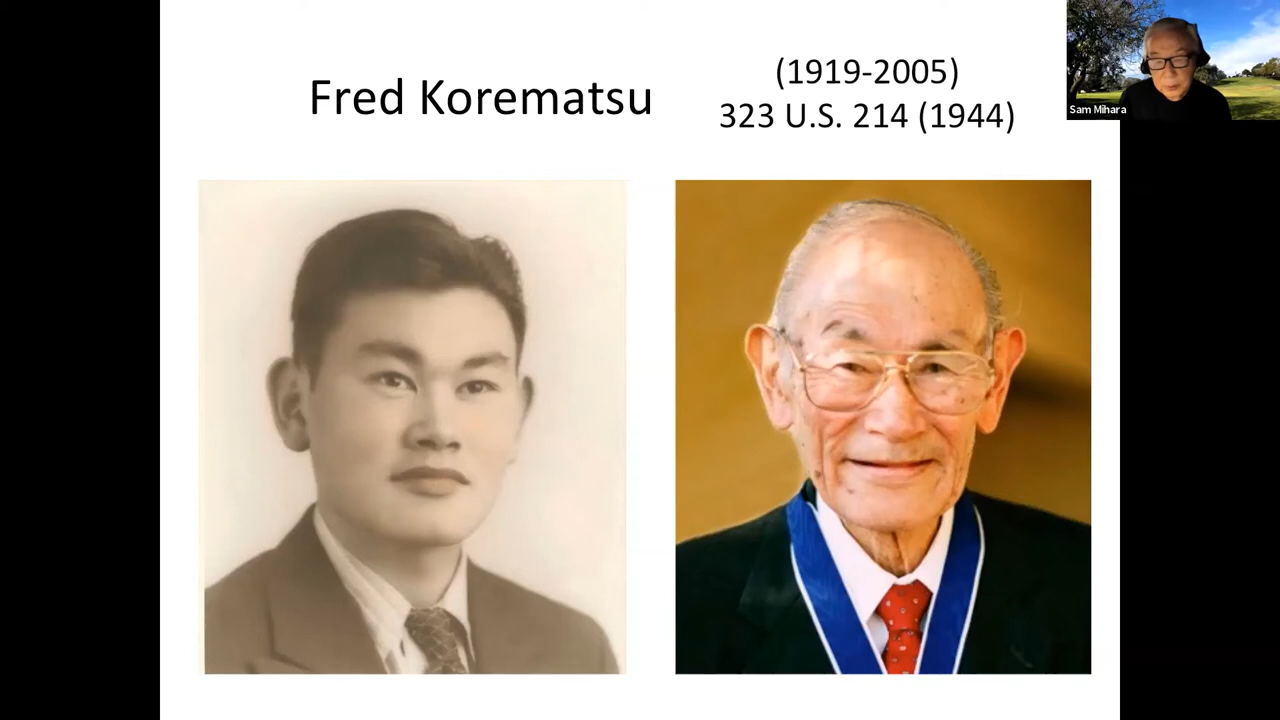 Fred Korematsu
(1919-2005)
323 U.S. 214 (1944)
Sam Mihara